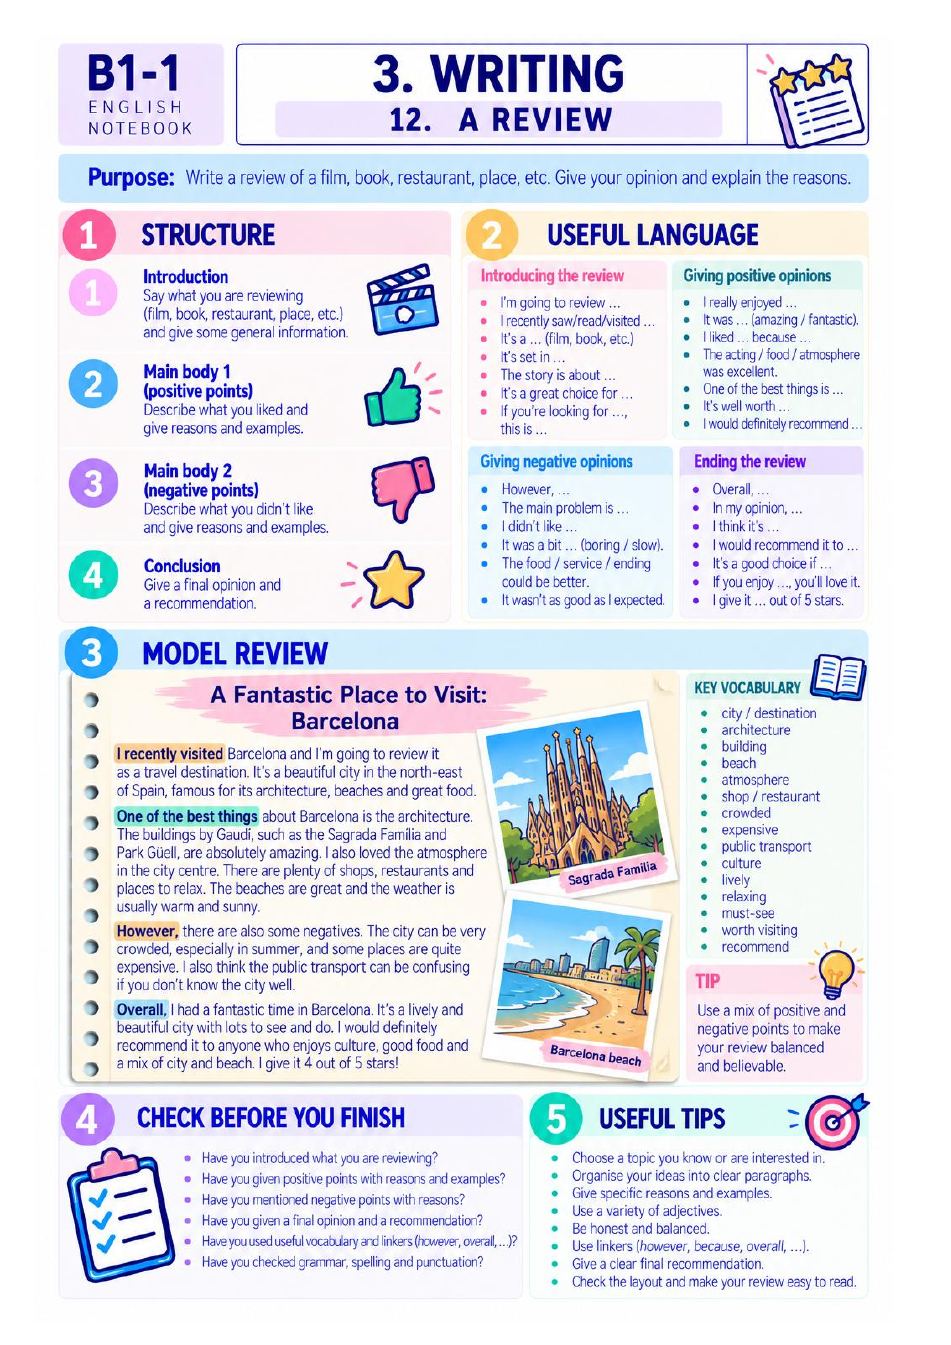 B1-1
ENGLISH
NOTEBOOK
3. WRITING
12. A REVIEW
Purpose: Write a review of a film, book, restaurant, place, etc. Give your opinion and explain the reasons.
1 STRUCTURE
1
Introduction
Say what you are reviewing
(film, book, restaurant, place, etc.)
and give some general information.
2
Main body 1
(positive points)
Describe what you liked and
give reasons and examples.
3
Main body 2
(negative points)
Describe what you didn't like
and give reasons and examples.
4
Conclusion
Give a final opinion and
a recommendation.
2 USEFUL LANGUAGE
Introducing the review
• I'm going to review ...
• I recently saw/read/visited ...
• It's a ... (film, book, etc.)
• It's set in ...
• The story is about ...
• It's a great choice for ...
• If you're looking for ...,
this is ...
Giving positive opinions
• I really enjoyed ...
• It was ... (amazing / fantastic).
• I liked ... because ...
• The acting / food / atmosphere
was excellent.
• One of the best things is ...
• It's well worth ...
• I would definitely recommend ...
Giving negative opinions
• However, ...
• The main problem is ...
• I didn't like ...
• It was a bit ... (boring / slow).
• The food / service / ending
could be better.
• It wasn't as good as I expected.
Ending the review
• Overall, ...
• In my opinion, ...
• I think it's ...
• I would recommend it to ...
• It's a good choice if ...
• If you enjoy ..., you'll love it.
• I give it ... out of 5 stars.
3 MODEL REVIEW
A Fantastic Place to Visit:
Barcelona
I recently visited Barcelona and I'm going to review it
as a travel destination. It's a beautiful city in the north-east
of Spain, famous for its architecture, beaches and great food.
One of the best things about Barcelona is the architecture.
The buildings by Gaudí, such as the Sagrada Familia and
Park Güell, are absolutely amazing. I also loved the atmosphere
in the city centre. There are plenty of shops, restaurants and
places to relax. The beaches are great and the weather is
usually warm and sunny.
However, there are also some negatives. The city can be very
crowded, especially in summer, and some places are quite
expensive. I also think the public transport can be confusing
if you don't know the city well.
Overall, I had a fantastic time in Barcelona. It's a lively and
beautiful city with lots to see and do. I would definitely
recommend it to anyone who enjoys culture, good food and
a mix of city and beach. I give it 4 out of 5 stars!
Sagrada Familia
Barcelona beach
KEY VOCABULARY
• city / destination
• architecture
• building
• beach
• atmosphere
• shop / restaurant
• crowded
• expensive
• public transport
• culture
• lively
• relaxing
• must-see
• worth visiting
• recommend
TIP
Use a mix of positive and
negative points to make
your review balanced
and believable.
4 CHECK BEFORE YOU FINISH
• Have you introduced what you are reviewing?
• Have you given positive points with reasons and examples?
• Have you mentioned negative points with reasons?
• Have you given a final opinion and a recommendation?
• Have you used useful vocabulary and linkers (however, overall, ...)?
• Have you checked grammar, spelling and punctuation?
5 USEFUL TIPS
• Choose a topic you know or are interested in.
• Organise your ideas into clear paragraphs.
• Give specific reasons and examples.
• Use a variety of adjectives.
• Be honest and balanced.
• Use linkers (however, because, overall, ...).
• Give a clear final recommendation.
• Check the layout and make your review easy to read.